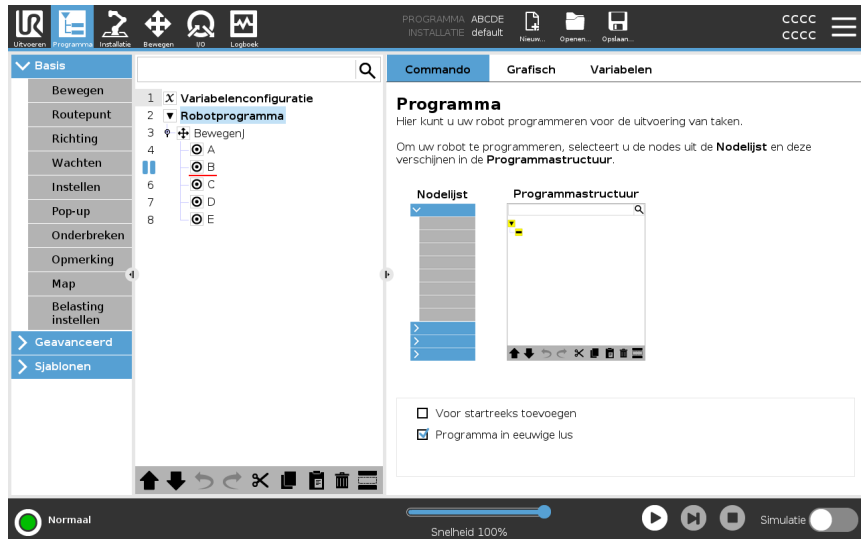 UR
PROGRAMMA ABCDE
INSTALLATIE default
CCCC
CCCC
Uitvoeren Programma Installatie Bewegen I/O Logboek Nieuw... Openen... Opslaan...
Basis
Bewegen
Routepunt
Richting
Wachten
Instellen
Pop-up
Onderbreken
Opmerking
Map
Belasting
instellen
Geavanceerd
Sjablonen
1 X Variabelenconfiguratie
2 Robotprogramma
3 BewegenJ
4 A
B
6 C
7 D
8 E
Commando Grafisch Variabelen
Programma
Hier kunt u uw robot programmeren voor de uitvoering van taken.
Om uw robot te programmeren, selecteert u de nodes uit de Nodelijst en deze
verschijnen in de Programmastructuur.
Nodelijst Programmastructuur
Voor startreeks toevoegen
Programma in eeuwige lus
Normaal
Snelheid 100%
Simulatie